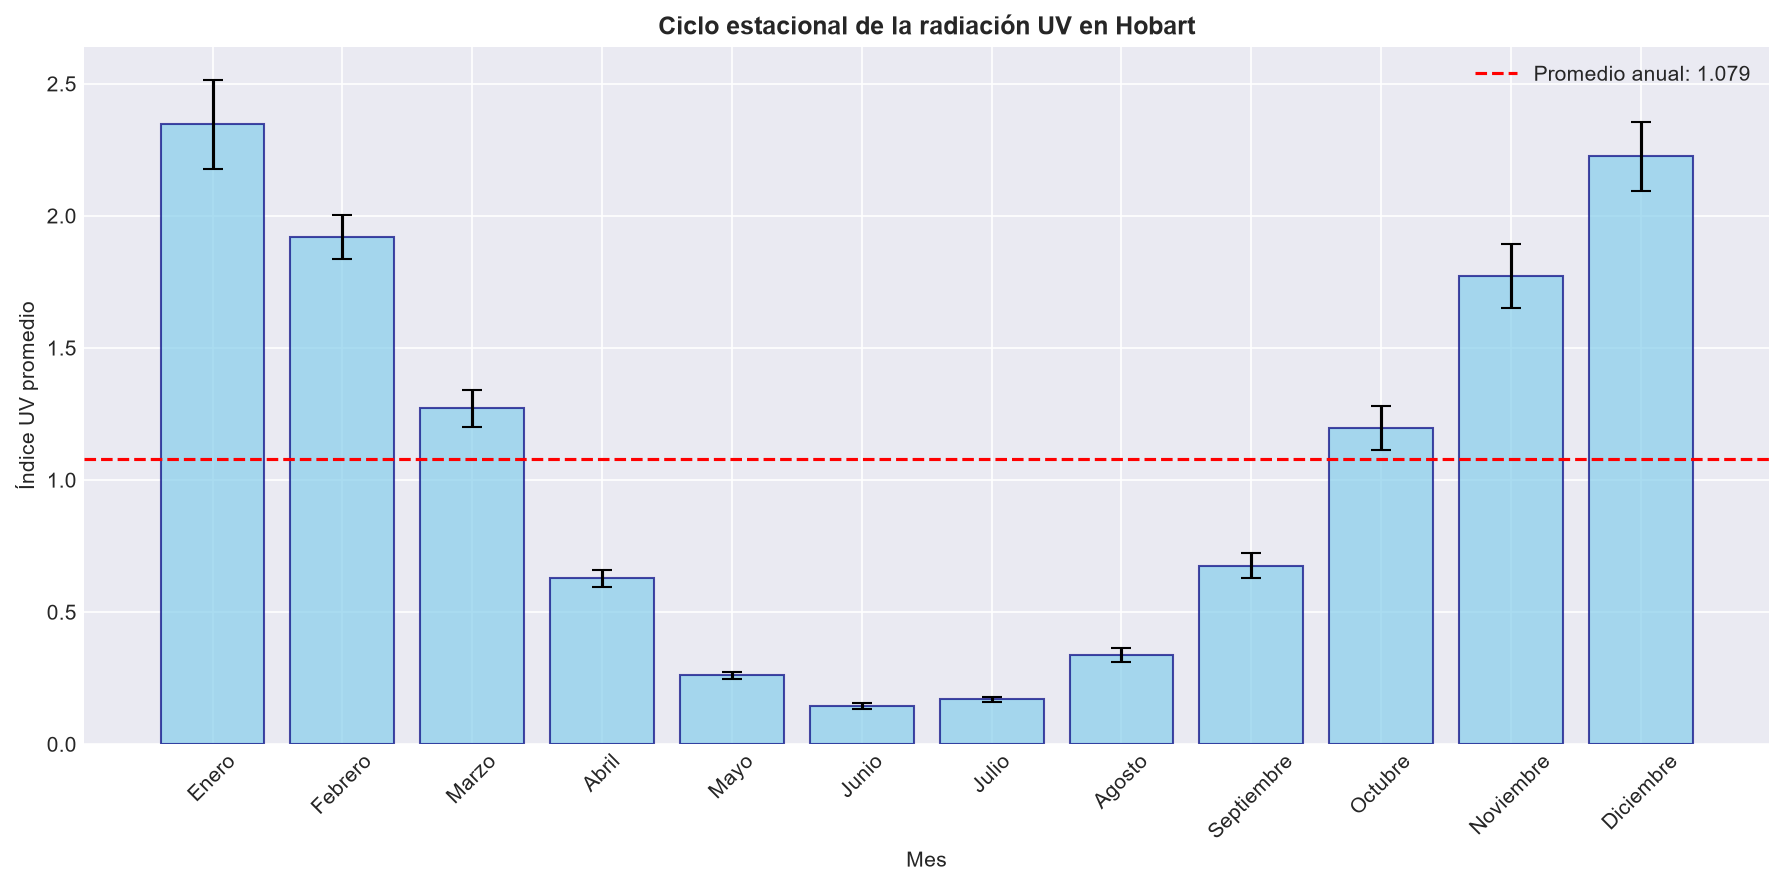 Ciclo estacional de la radiación UV en Hobart
Promedio anual: 1.079
Índice UV promedio
2.5
2.0
1.5
1.0
0.5
0.0
Enero
Febrero
Marzo
Abril
Mayo
Junio
Julio
Agosto
Septiembre
Octubre
Noviembre
Diciembre
Mes